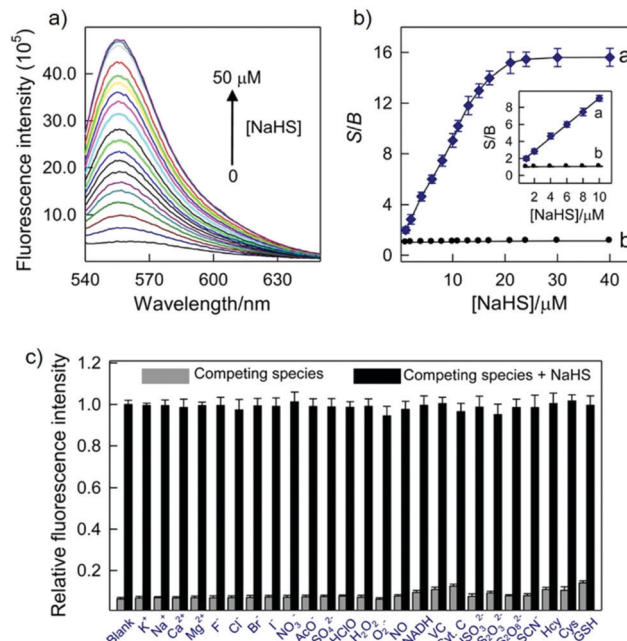 a)
Fluorescence intensity (10⁵)
40.0
30.0
20.0
10.0
50 μM
[NaHS]
0
540
570
600
630
Wavelength/nm
b)
S/B
16
12
8
4
0
a
b
S/B
8
6
4
2
0
a
b
2 4 6 8 10
[NaHS]/μM
0
10
20
30
40
[NaHS]/μM
c)
Relative fluorescence intensity
1.2
1.0
0.8
0.6
0.4
0.2
Competing species
Competing species + NaHS
Blank
K⁺
Na⁺
Ca²⁺
Mg²⁺
F⁻
Cl⁻
Br⁻
I⁻
NO₃⁻
AcO⁻
HClO
H₂O₂
NO
NADH
VC
SCN⁻
Hcy
Cys
GSH